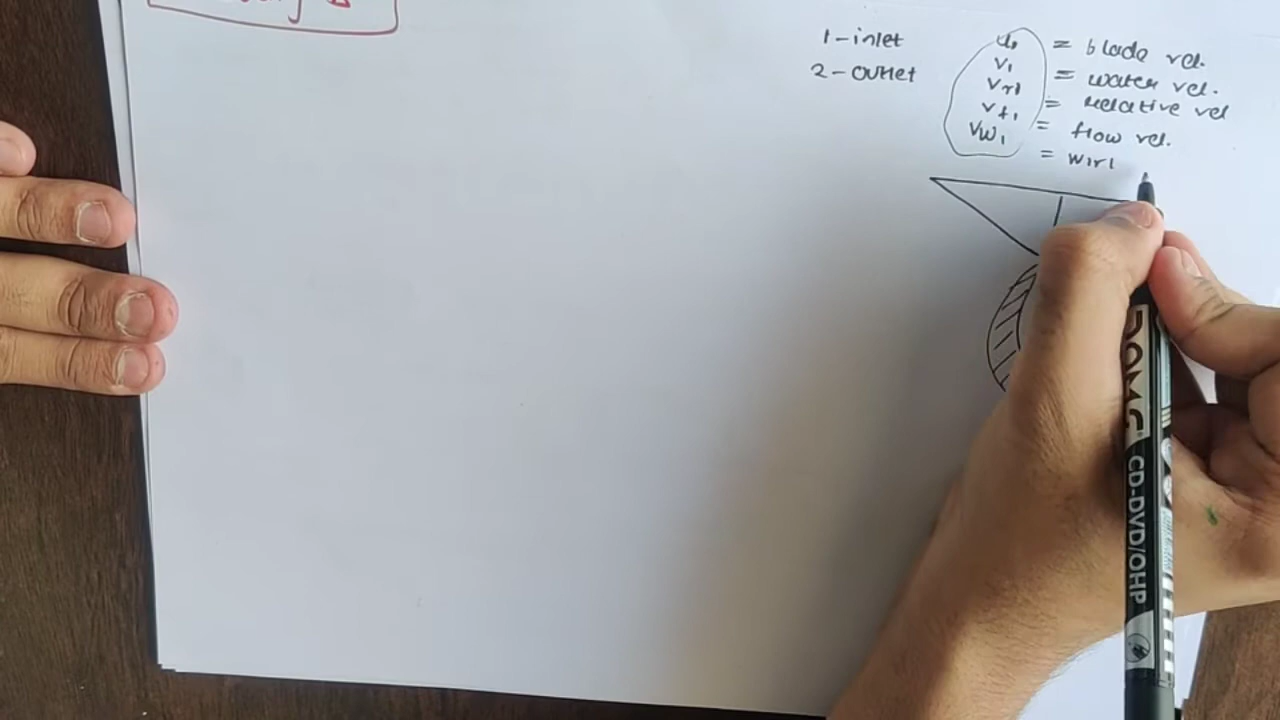 1-inlet
2-outlet
u1 = blade vel.
V1 = water vel.
Vr1 = relative vel
Vf1 = flow vel.
VW1 = wirl
DOMS CD-DVD/OHP